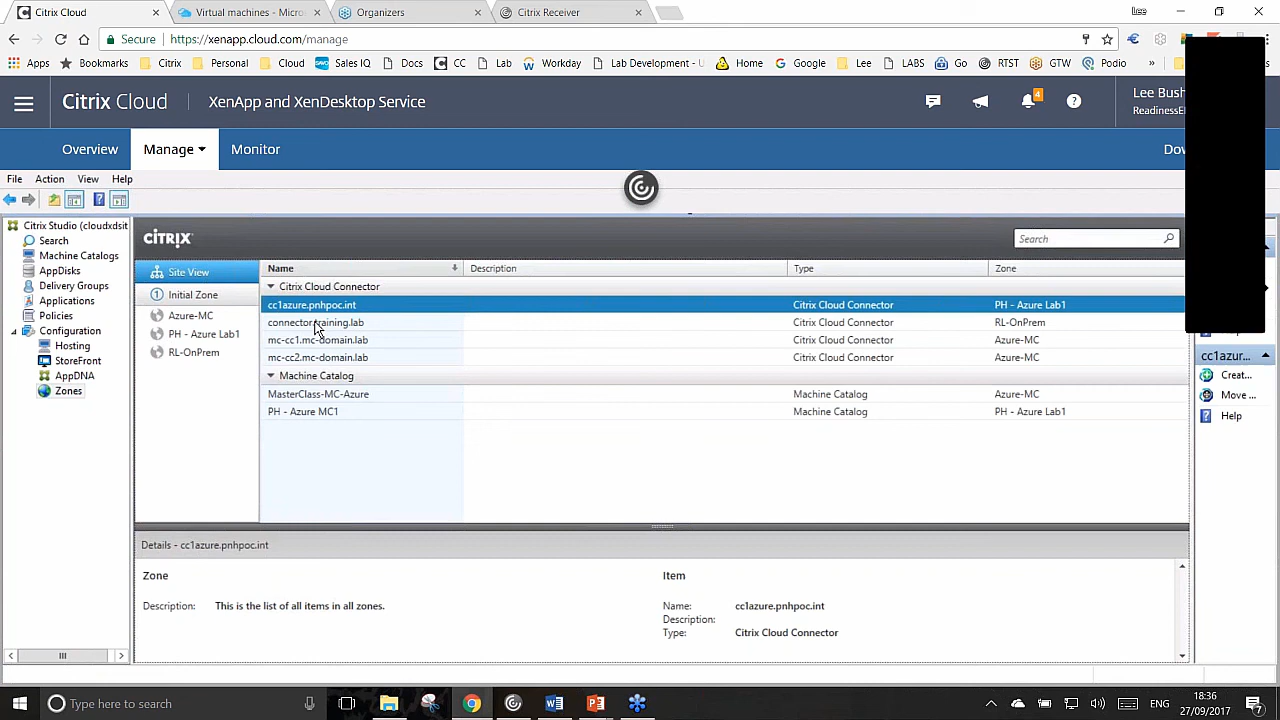 Citrix Cloud
Virtual machines - Micro
Organizers
Citrix Receiver
Lee
Secure
https://xenapp.cloud.com/manage
Apps
Bookmarks
Citrix
Personal
Cloud
Sales IQ
Docs
CC
Lab
Workday
Lab Development - U
Home
Google
Lee
LABS
Go
RTST
GTW
Podio
»
Citrix Cloud
XenApp and XenDesktop Service
4
Lee Bush
ReadinessE
Overview
Manage
Monitor
Dov
File Action View Help
Citrix Studio (cloudxdsit
Search
Machine Catalogs
AppDisks
Delivery Groups
Applications
Policies
Configuration
Hosting
StoreFront
AppDNA
Zones
CİTRIX
Search
Site View
Initial Zone
Azure-MC
PH - Azure Lab1
RL-OnPrem
Name Description Type Zone
Citrix Cloud Connector
cc1azure.pnhpoc.int Citrix Cloud Connector PH - Azure Lab1
connector.training.lab Citrix Cloud Connector RL-OnPrem
mc-cc1.mc-domain.lab Citrix Cloud Connector Azure-MC
mc-cc2.mc-domain.lab Citrix Cloud Connector Azure-MC
Machine Catalog
MasterClass-MC-Azure Machine Catalog Azure-MC
PH - Azure MC1 Machine Catalog PH - Azure Lab1
cc1azur...
Creat...
Move ...
Help
Details - cc1azure.pnhpoc.int
Zone
Description: This is the list of all items in all zones.
Item
Name: cc1azure.pnhpoc.int
Description:
Type: Citrix Cloud Connector
Type here to search
ENG
18:36
27/09/2017